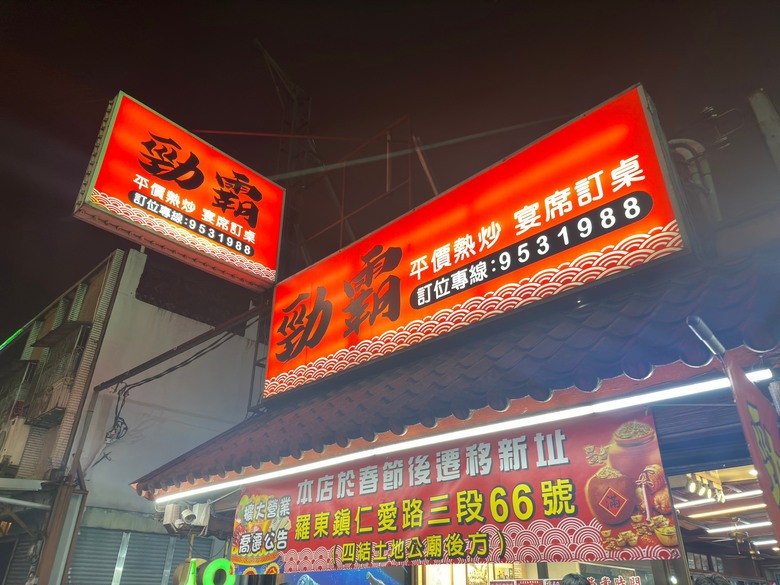 勁霸
平價熱炒 宴席訂桌
訂位專線:9531988
勁霸
平價熱炒 宴席訂桌
訂位專線:9531988
擴大營業
喬遷公告
本店於春節後遷移新址
羅東鎮仁愛路三段66號
(四結土地公廟後方)